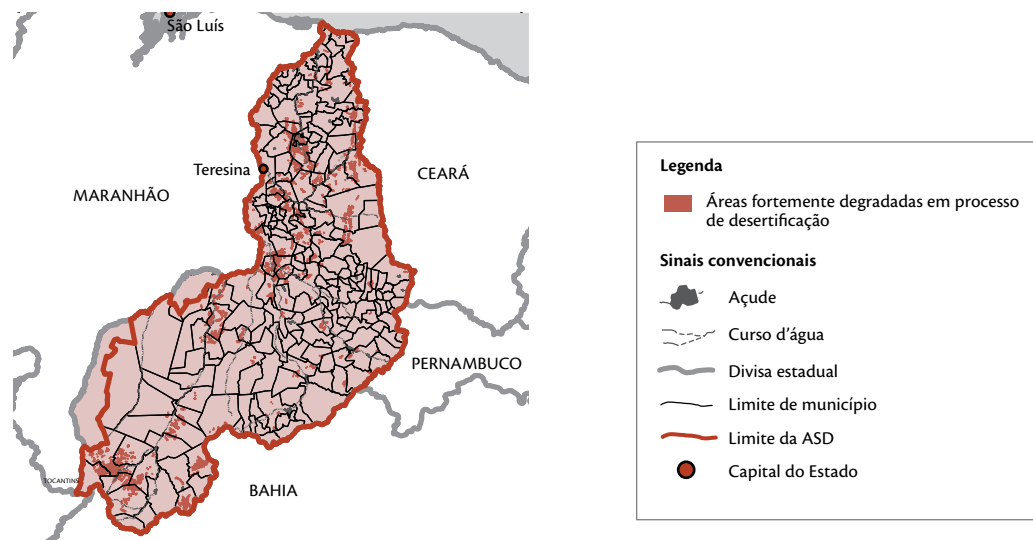 São Luís
Teresina
MARANHÃO
CEARÁ
PERNAMBUCO
TOCANTINS
BAHIA
Legenda
Áreas fortemente degradadas em processo
de desertificação
Sinais convencionais
Açude
Curso d'água
Divisa estadual
Limite de município
Limite da ASD
Capital do Estado